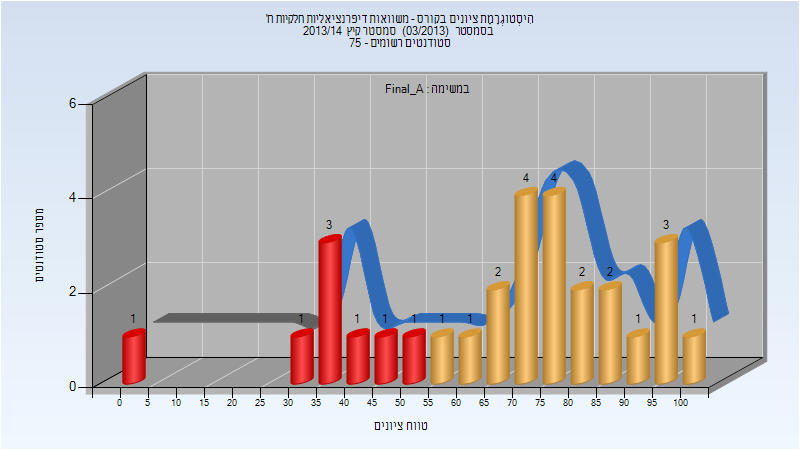 הִיסְטוֹגְרָמַת ציונים בקורס - משוואות דיפרנציאליות חלקיות ח'
בסמסטר (03/2013) סמסטר קיץ 2013/14
סטודנטים רשומים - 75
במשימה : Final_A
מספר סטודנטים
6
4
2
0
1 1 3 1 1 1 1 1 2 4 4 2 2 1 3 1
0 5 10 15 20 25 30 35 40 45 50 55 60 65 70 75 80 85 90 95 100
טווח ציונים